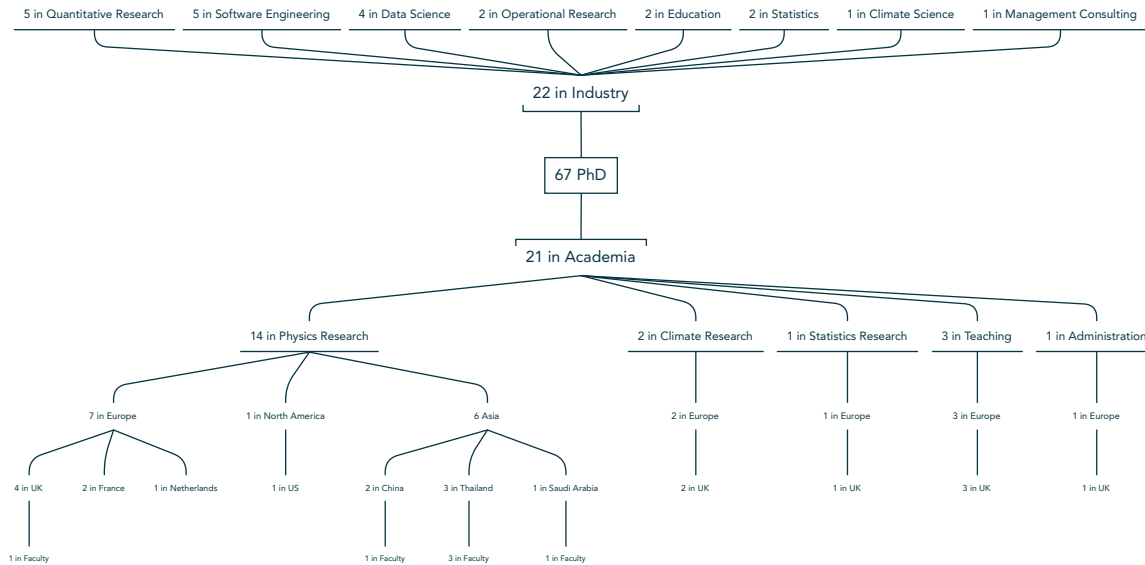 5 in Quantitative Research
5 in Software Engineering
4 in Data Science
2 in Operational Research
2 in Education
2 in Statistics
1 in Climate Science
1 in Management Consulting
22 in Industry
67 PhD
21 in Academia
14 in Physics Research
2 in Climate Research
1 in Statistics Research
3 in Teaching
1 in Administration
7 in Europe
1 in North America
6 Asia
2 in Europe
1 in Europe
3 in Europe
1 in Europe
4 in UK
2 in France
1 in Netherlands
1 in US
2 in China
3 in Thailand
1 in Saudi Arabia
2 in UK
1 in UK
3 in UK
1 in UK
1 in Faculty
1 in Faculty
3 in Faculty
1 in Faculty